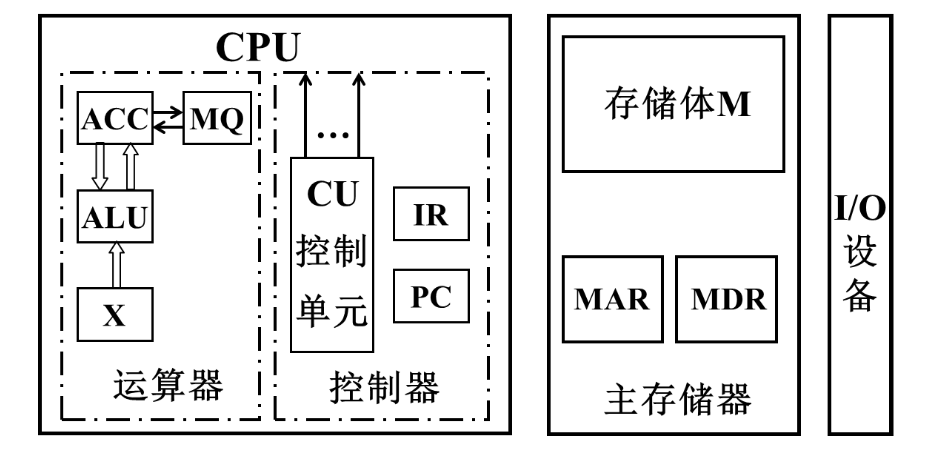 CPU
ACC
MQ
ALU
X
运算器
…
CU
控制
单元
IR
PC
控制器
存储体M
MAR
MDR
主存储器
I/O
设
备